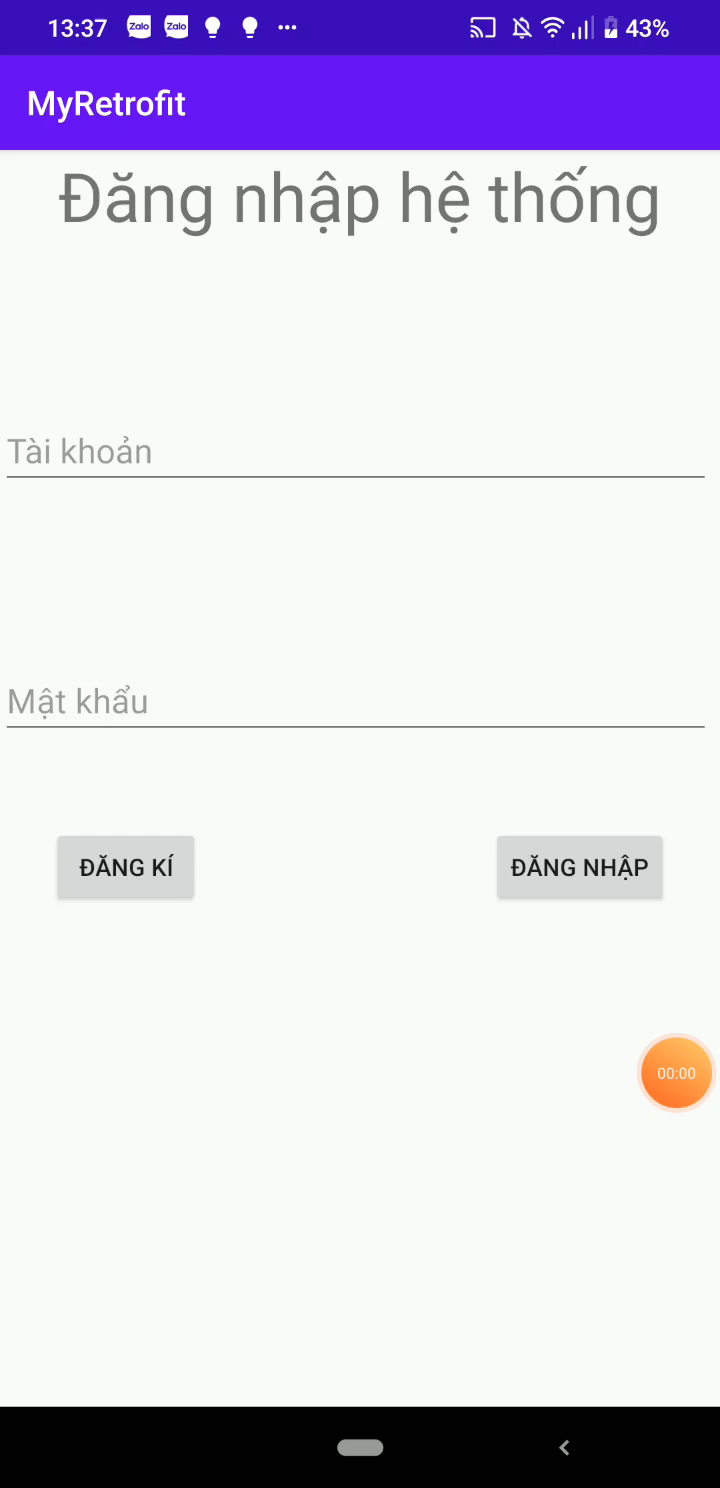 13:37 Zalo Zalo 43%
MyRetrofit
Đăng nhập hệ thống
Tài khoản
Mật khẩu
ĐĂNG KÍ ĐĂNG NHẬP
00:00